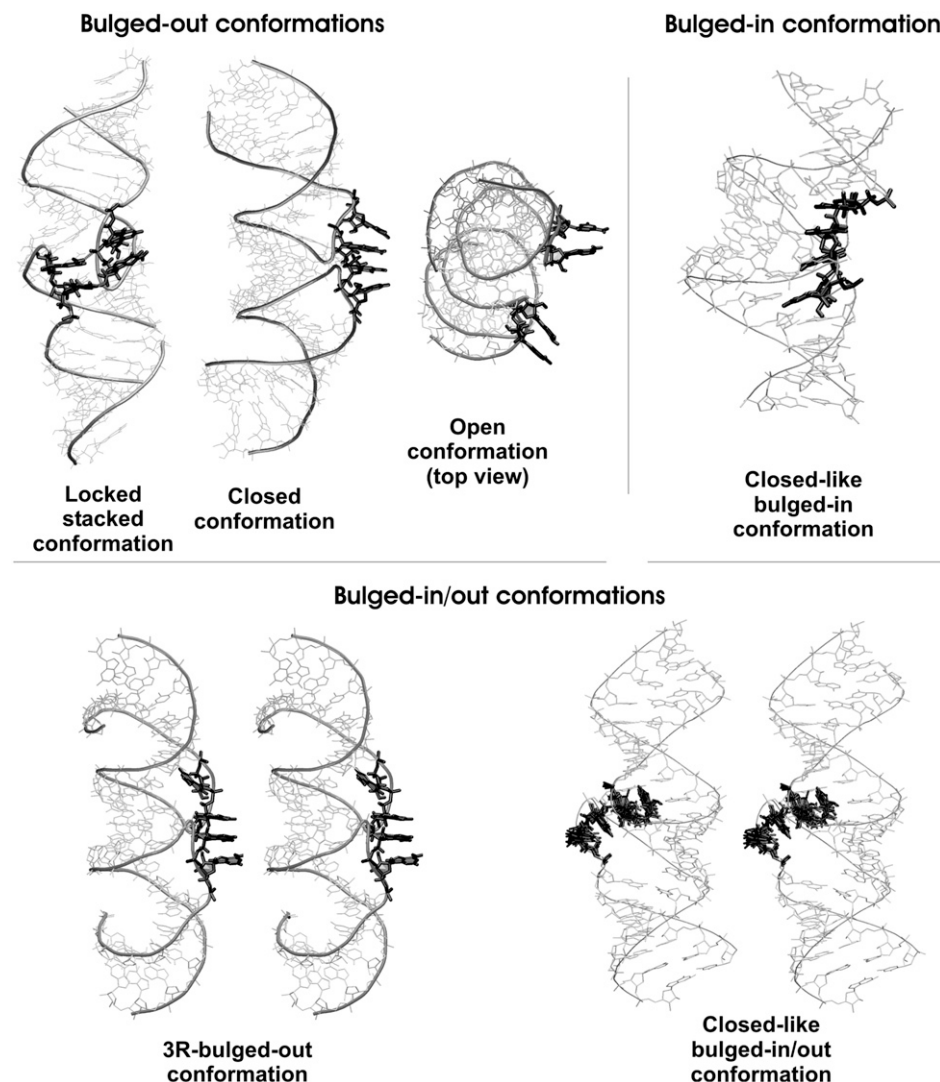 Bulged-out conformations
Bulged-in conformation
Locked
stacked
conformation
Closed
conformation
Open
conformation
(top view)
Closed-like
bulged-in
conformation
Bulged-in/out conformations
3R-bulged-out
conformation
Closed-like
bulged-in/out
conformation